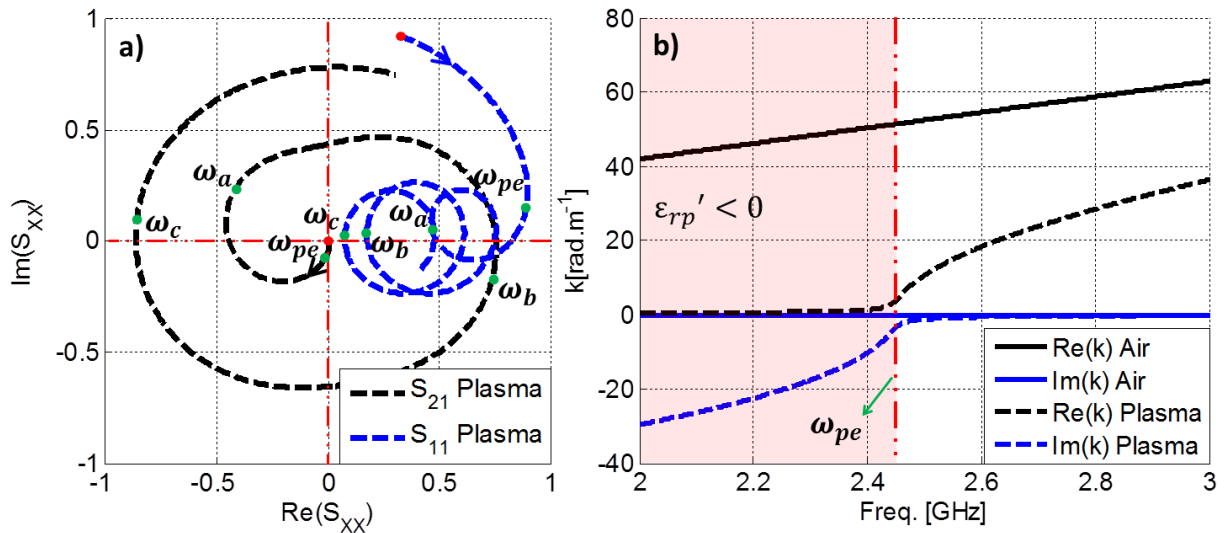 a)
1
0.5
0
-0.5
-1
-1
-0.5
0
0.5
1
Im(S_XX)
Re(S_XX)
ω_a
ω_c
ω_pe
ω_c
ω_a
ω_b
ω_pe
ω_b
S_21 Plasma
S_11 Plasma
b)
80
60
40
20
0
-20
-40
2
2.2
2.4
2.6
2.8
3
k[rad.m⁻¹]
Freq. [GHz]
ε_rp' < 0
ω_pe
Re(k) Air
Im(k) Air
Re(k) Plasma
Im(k) Plasma